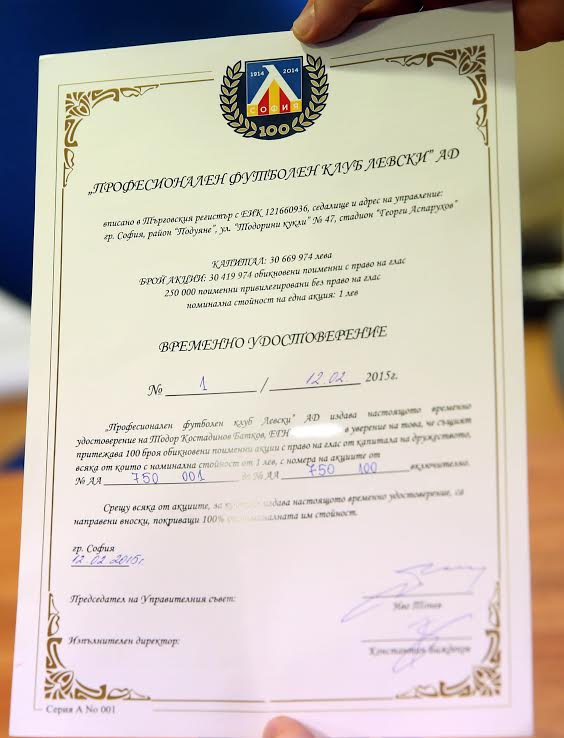 1914 2014
СОФИЯ
100
„ПРОФЕСИОНАЛЕН ФУТБОЛЕН КЛУБ ЛЕВСКИ" АД
вписано в Търговския регистър с ЕИК 121660936, седалище и адрес на управление:
гр. София, район "Подуяне", ул. "Тодорини кукли" № 47, стадион "Георги Аспарухов"
КАПИТАЛ: 30 669 974 лева
БРОЙ АКЦИИ: 30 419 974 обикновени поименни с право на глас
250 000 поименни привилегировани без право на глас
номинална стойност на една акция: 1 лев
ВРЕМЕННО УДОСТОВЕРЕНИЕ
№ 1 / 12.02. 2015г.
„Професионален футболен клуб Левски" АД издава настоящото временно
удостоверение на Тодор Костадинов Батков, ЕГН в уверение на това, че същият
притежава 100 броя обикновени поименни акции с право на глас от капитала на дружеството,
всяка от които с номинална стойност от 1 лев, с номера на акциите от
№ АА 750 001 до № АА 750 100 включително.
Срещу всяка от акциите, за които се издава настоящото временно удостоверение, са
направени вноски, покриващи 100% от номиналната им стойност.
гр. София
12.02.2015г.
Председател на Управителния съвет:
Иво Тонев
Изпълнителен директор:
Константин Баждеков
Серия А No 001